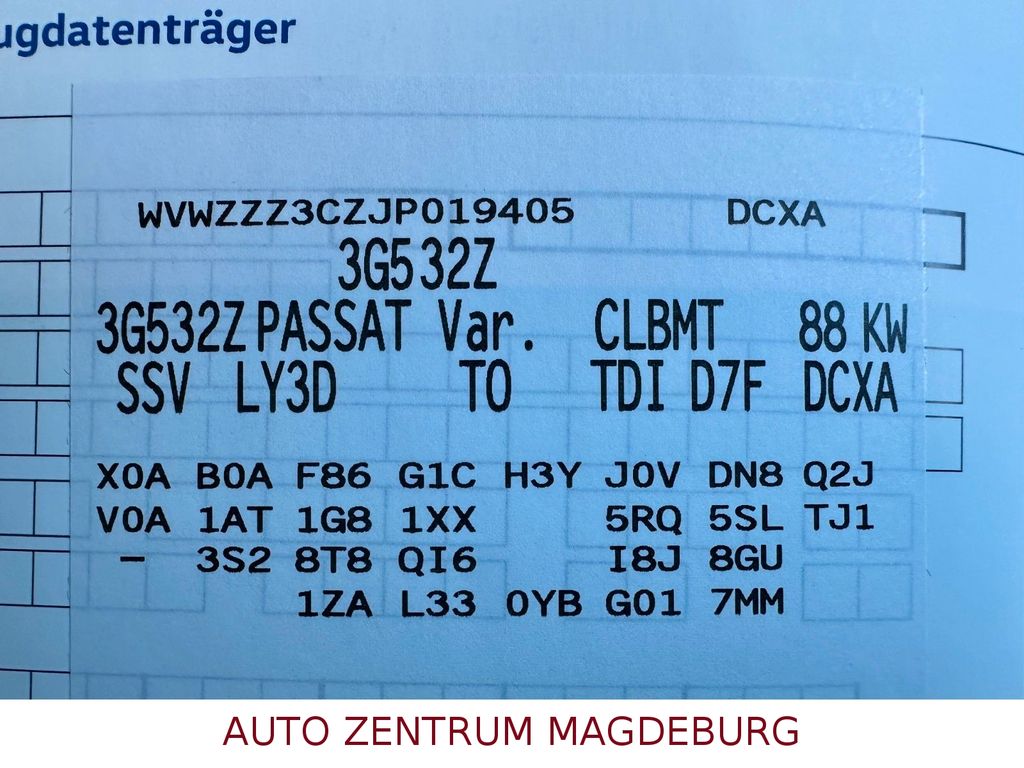 ugdatenträger
WVWZZZ3CZJP019405 DCXA
3G532Z
3G532Z PASSAT Var. CLBMT 88 KW
SSV LY3D TO TDI D7F DCXA
X0A B0A F86 G1C H3Y J0V DN8 Q2J
V0A 1AT 1G8 1XX 5RQ 5SL TJ1
– 3S2 8T8 QI6 I8J 8GU
1ZA L33 0YB G01 7MM
AUTO ZENTRUM MAGDEBURG